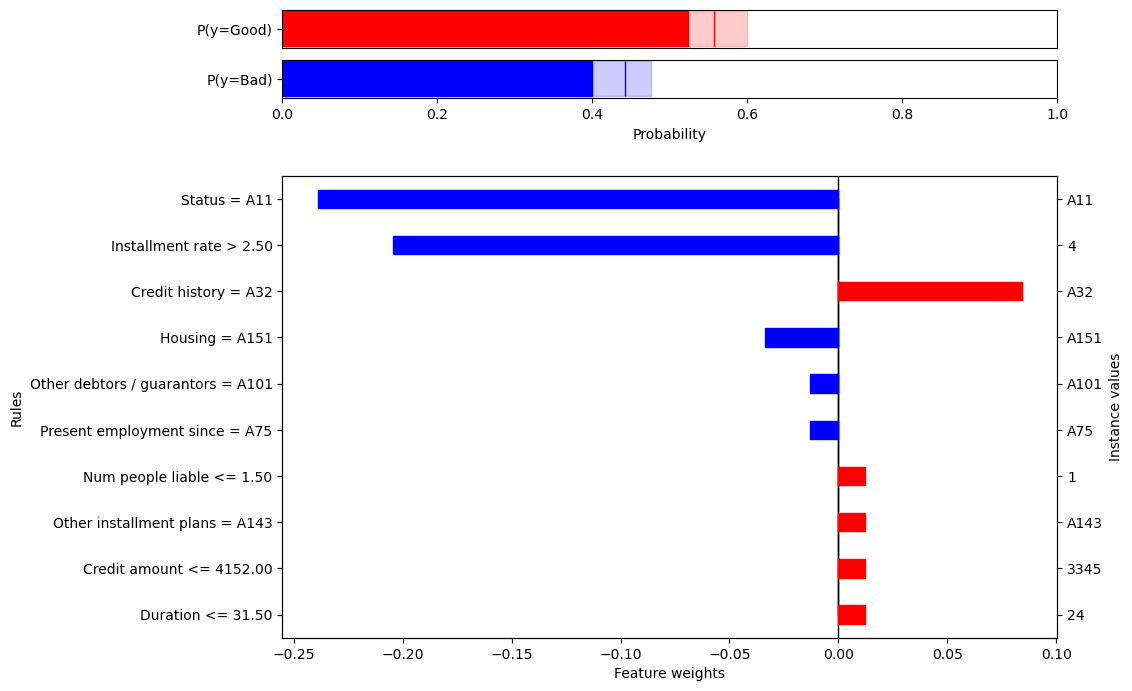 P(y=Good)
P(y=Bad)
0.0 0.2 0.4 0.6 0.8 1.0
Probability
Status = A11 A11
Installment rate > 2.50 4
Credit history = A32 A32
Housing = A151 A151
Other debtors / guarantors = A101 A101
Present employment since = A75 A75
Num people liable <= 1.50 1
Other installment plans = A143 A143
Credit amount <= 4152.00 3345
Duration <= 31.50 24
Rules
Instance values
−0.25 −0.20 −0.15 −0.10 −0.05 0.00 0.05 0.10
Feature weights